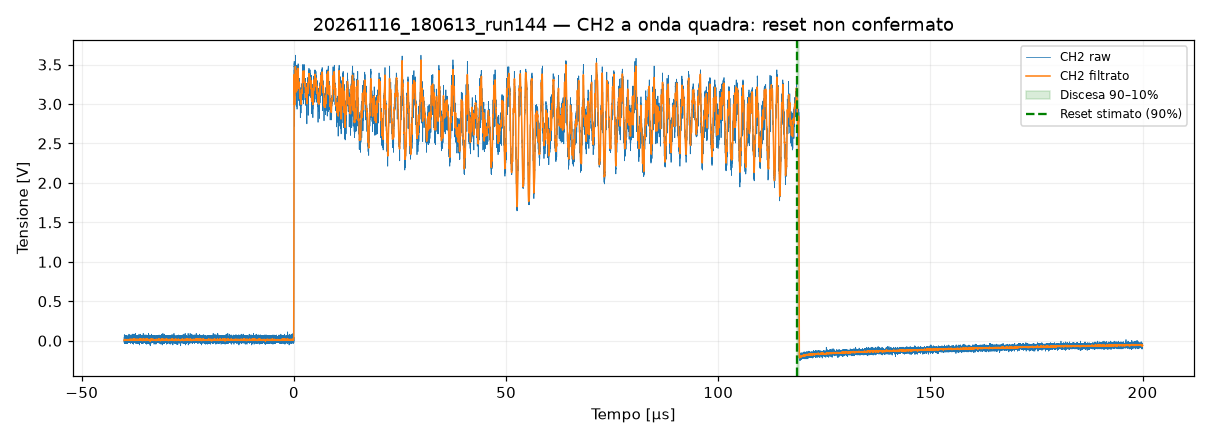 20261116_180613_run144 — CH2 a onda quadra: reset non confermato
CH2 raw
CH2 filtrato
Discesa 90–10%
Reset stimato (90%)
Tensione [V]
3.5
3.0
2.5
2.0
1.5
1.0
0.5
0.0
−50
0
50
100
150
200
Tempo [µs]